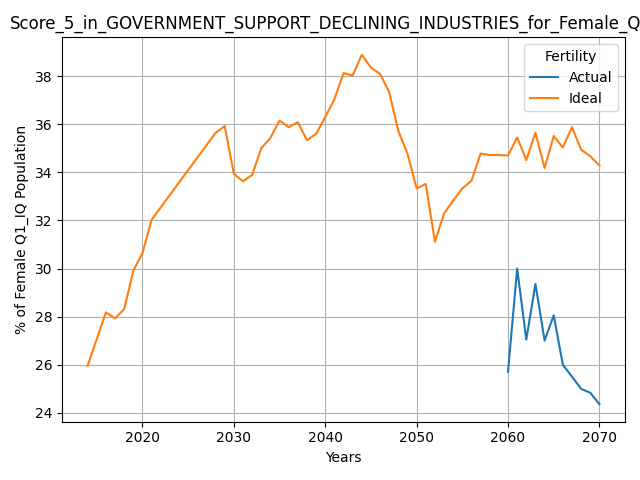 Score_5_in_GOVERNMENT_SUPPORT_DECLINING_INDUSTRIES_for_Female_Q
Fertility
Actual
Ideal
% of Female Q1_IQ Population
38
36
34
32
30
28
26
24
2020 2030 2040 2050 2060 2070
Years